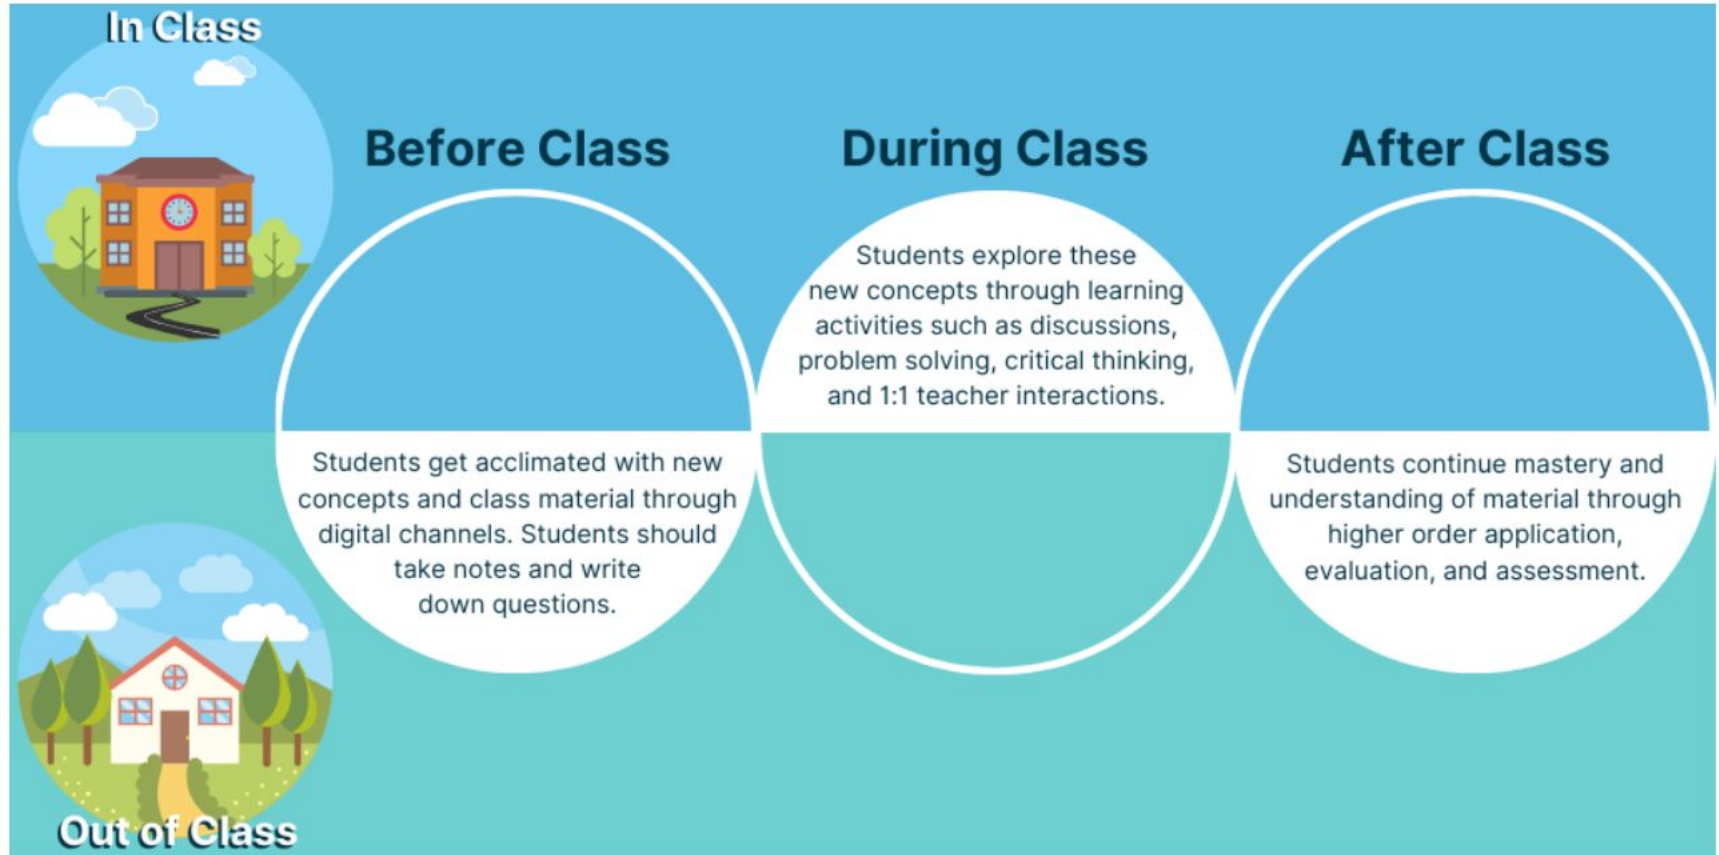 In Class
Before Class
During Class
After Class
Students explore these
new concepts through learning
activities such as discussions,
problem solving, critical thinking,
and 1:1 teacher interactions.
Students get acclimated with new
concepts and class material through
digital channels. Students should
take notes and write
down questions.
Students continue mastery and
understanding of material through
higher order application,
evaluation, and assessment.
Out of Class